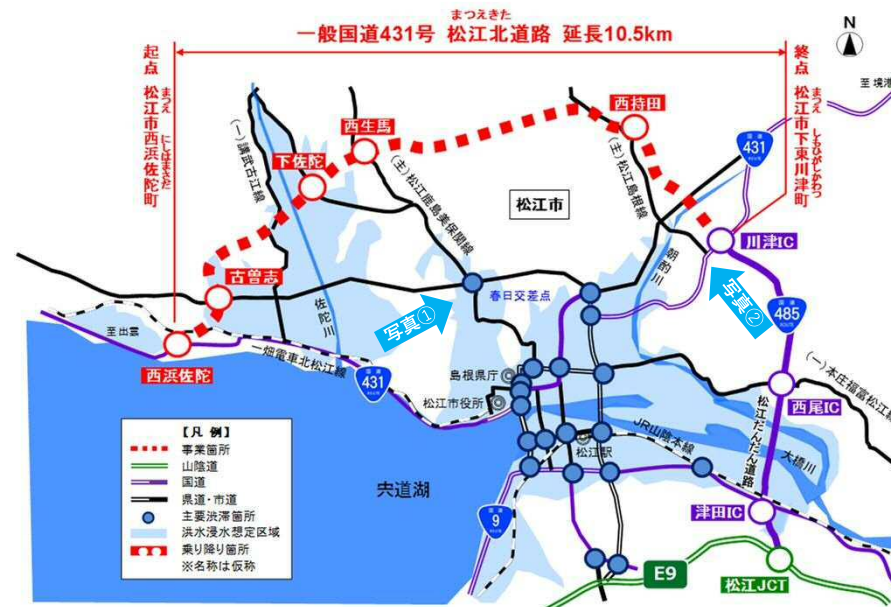 まつえきた
一般国道431号 松江北道路 延長10.5km
N
起点 松江市西浜佐陀町
まつえ にしはまさだ
終点 松江市下東川津町
まつえ しもひがしかわつ
至 境港
西持田
西生馬
下佐陀
国道
431
ROUTE
(一)講武古江線
(主)松江鹿島美保関線
(主)松江島根線
松江市
川津IC
朝酌川
古曽志
春日交差点
佐陀川
写真①
写真②
国道
485
ROUTE
至出雲
西浜佐陀
一畑電車北松江線
国道
431
ROUTE
島根県庁
松江市役所
(一)本庄福富松江線
西尾IC
松江だんだん道路
JR山陰本線
松江駅
大橋川
宍道湖
国道
9
ROUTE
津田IC
E9
松江JCT
【凡 例】
事業箇所
山陰道
国道
県道・市道
主要渋滞箇所
洪水浸水想定区域
乗り降り箇所
※名称は仮称